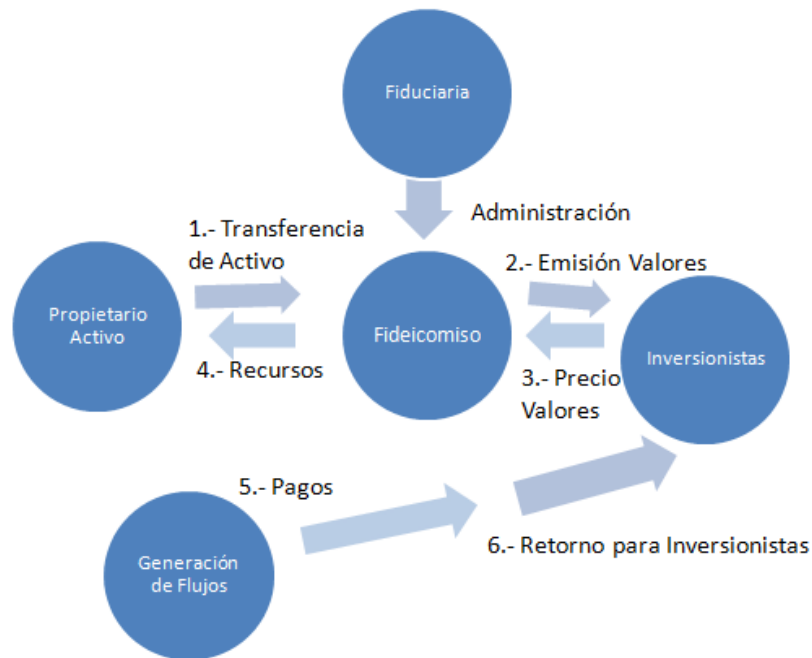 Fiduciaria
Administración
1.- Transferencia
de Activo
2.- Emisión Valores
Propietario
Activo
Fideicomiso
Inversionistas
4.- Recursos
3.- Precio
Valores
5.- Pagos
6.- Retorno para Inversionistas
Generación
de Flujos